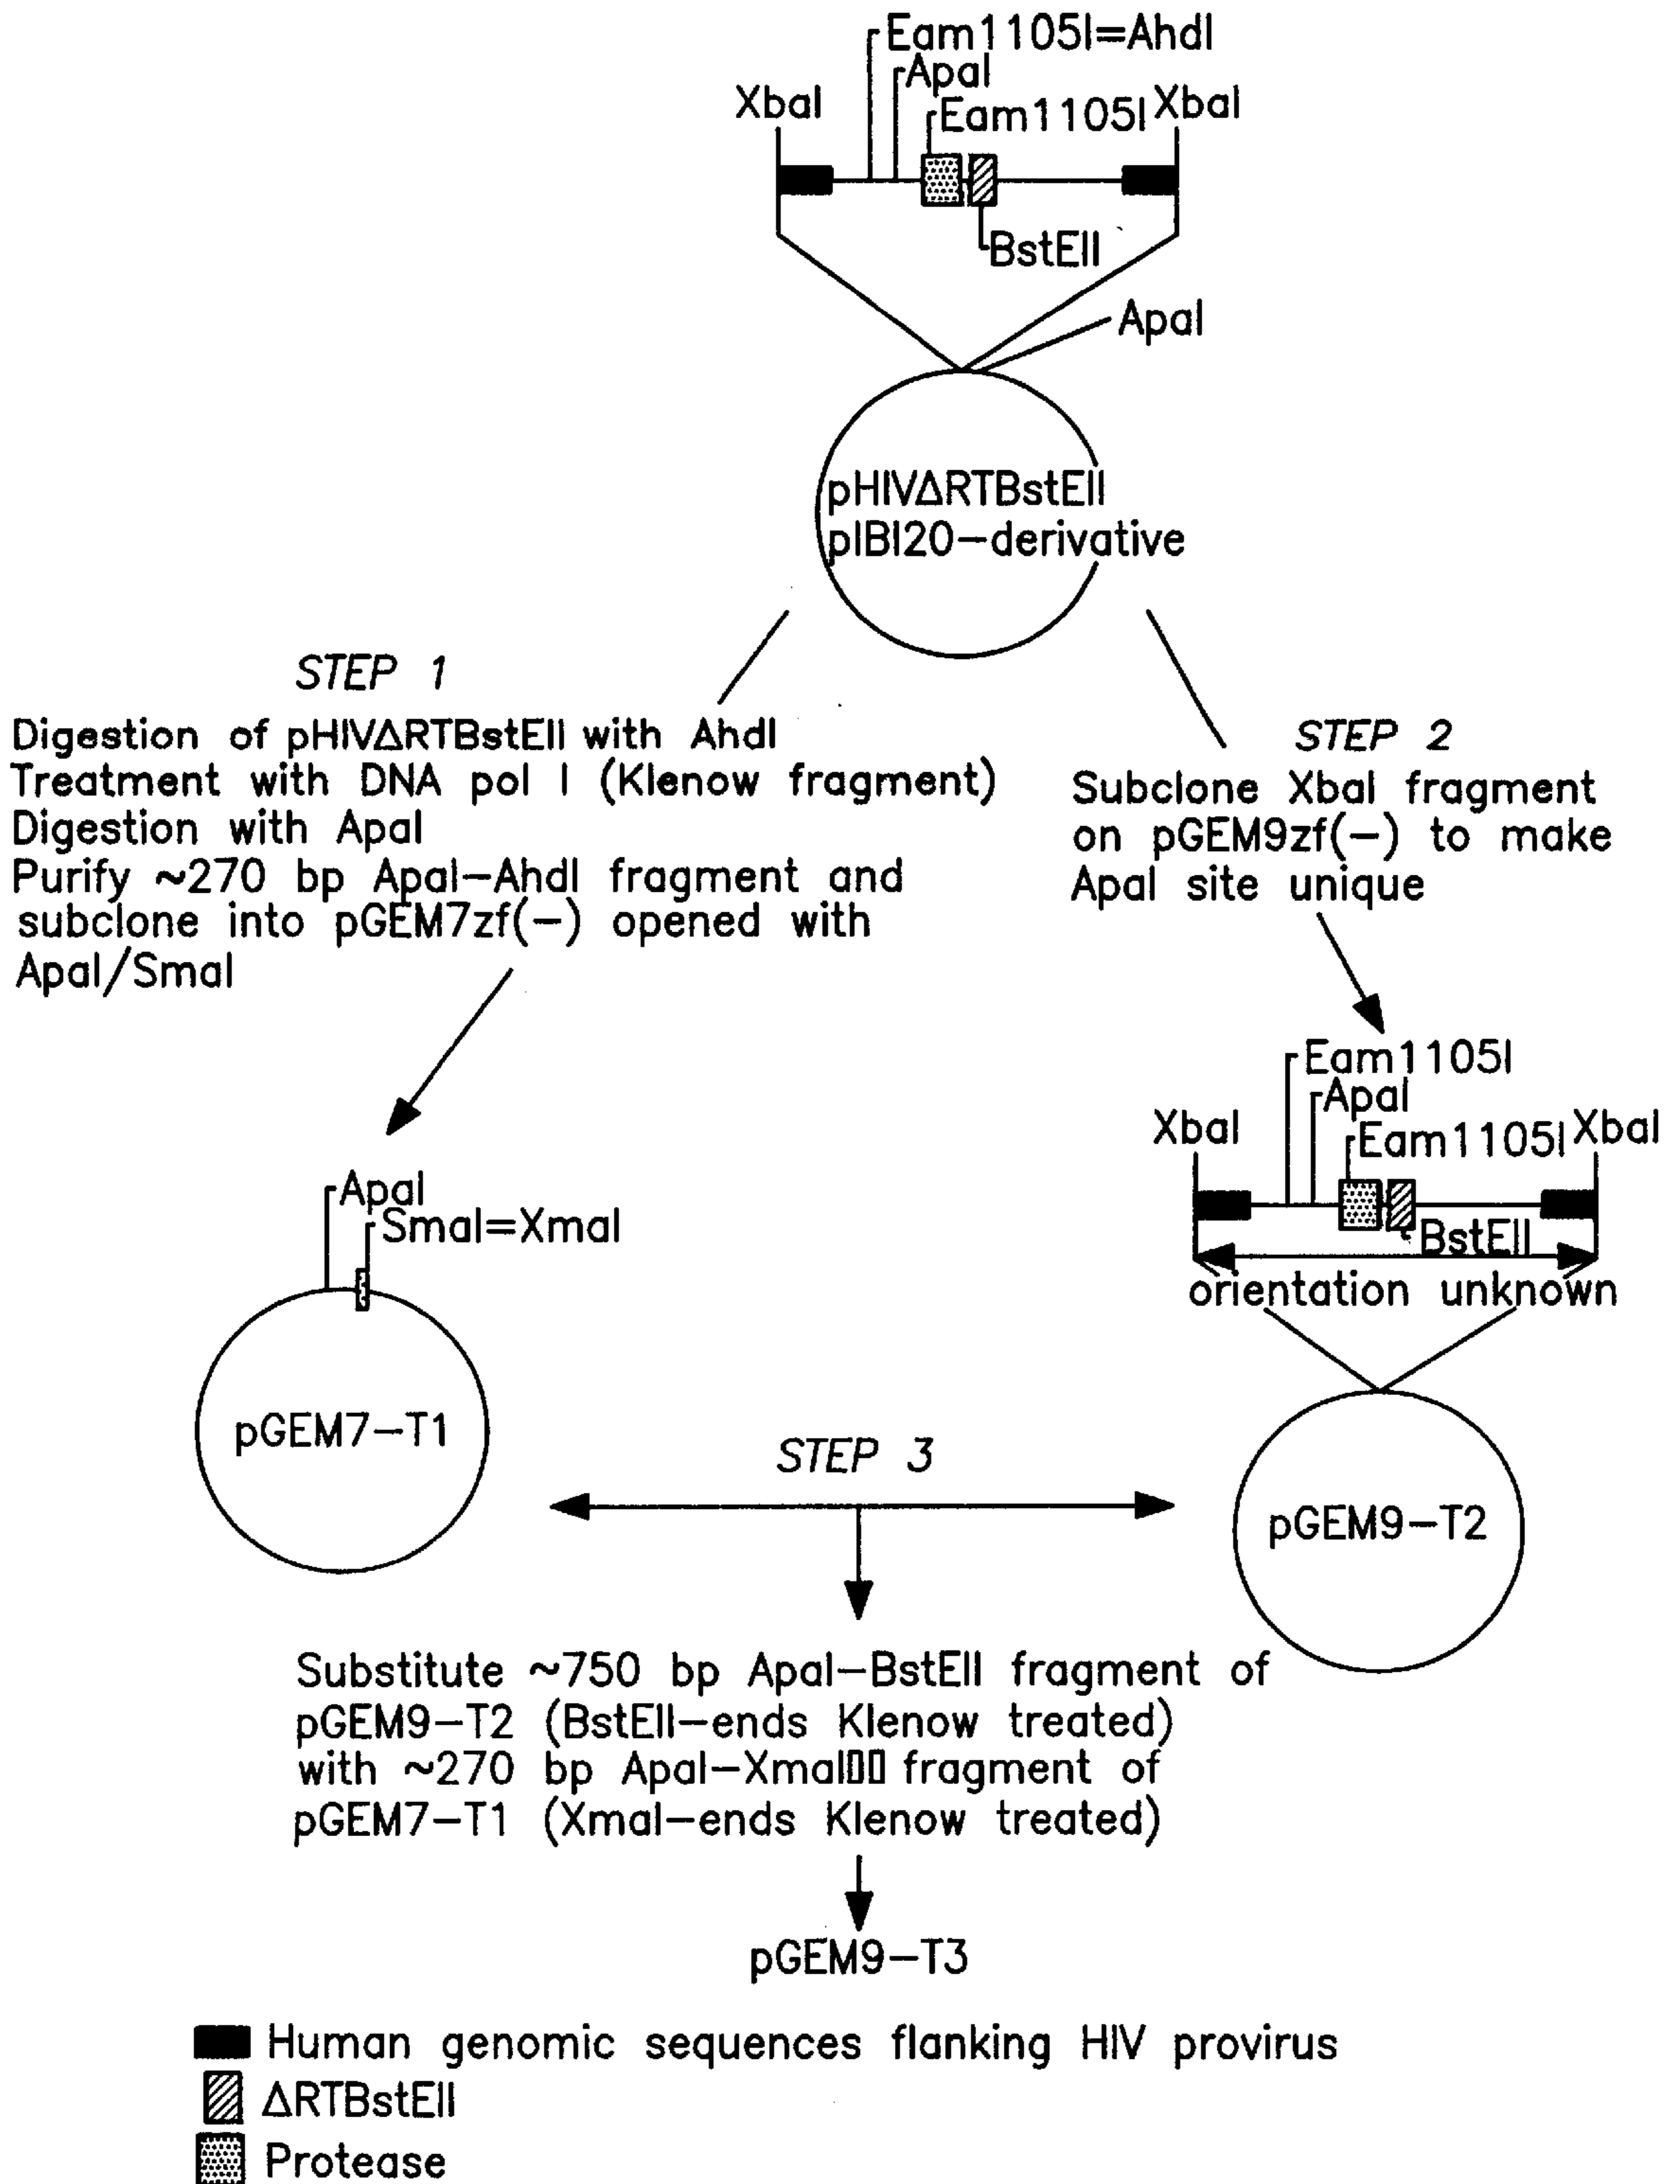 Eam1105I=AhdI
ApaI
XbaI
Eam1105I
XbaI
BstEII
ApaI
pHIVΔRTBstEII
pIBI20-derivative
STEP 1
Digestion of pHIVΔRTBstEII with AhdI
Treatment with DNA pol I (Klenow fragment)
Digestion with ApaI
Purify ~270 bp ApaI-AhdI fragment and
subclone into pGEM7zf(-) opened with
ApaI/SmaI
STEP 2
Subclone XbaI fragment
on pGEM9zf(-) to make
ApaI site unique
Eam1105I
ApaI
XbaI
Eam1105I
XbaI
BstEII
orientation unknown
ApaI
SmaI=XmaI
pGEM7-T1
STEP 3
pGEM9-T2
Substitute ~750 bp ApaI-BstEII fragment of
pGEM9-T2 (BstEII-ends Klenow treated)
with ~270 bp ApaI-XmaI▯▯ fragment of
pGEM7-T1 (XmaI-ends Klenow treated)
pGEM9-T3
Human genomic sequences flanking HIV provirus
ΔRTBstEII
Protease